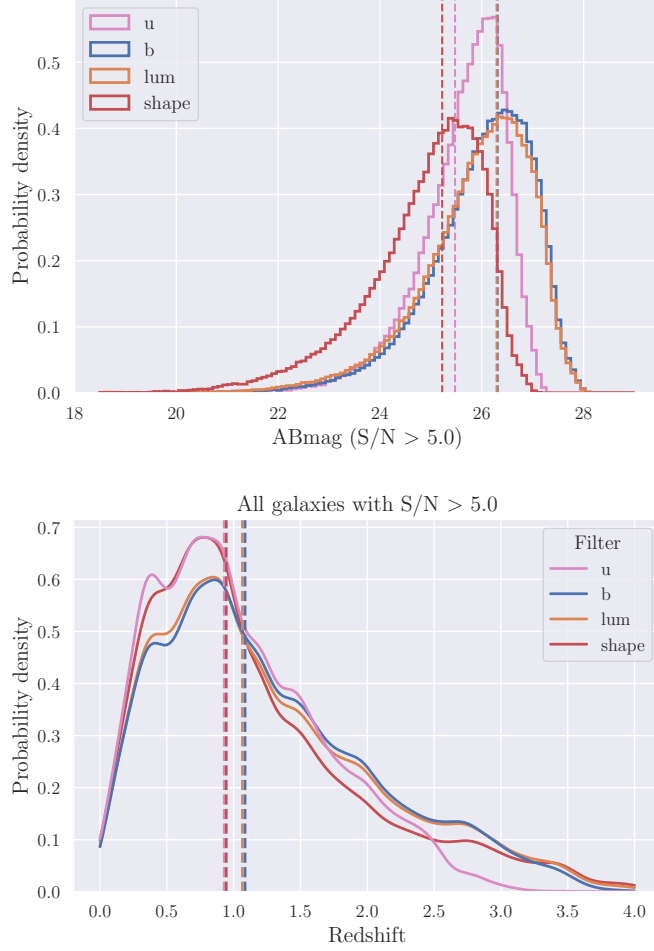 u
b
lum
shape
Probability density
0.5
0.4
0.3
0.2
0.1
0.0
18 20 22 24 26 28
ABmag (S/N > 5.0)
All galaxies with S/N > 5.0
Filter
u
b
lum
shape
Probability density
0.7
0.6
0.5
0.4
0.3
0.2
0.1
0.0
0.0 0.5 1.0 1.5 2.0 2.5 3.0 3.5 4.0
Redshift